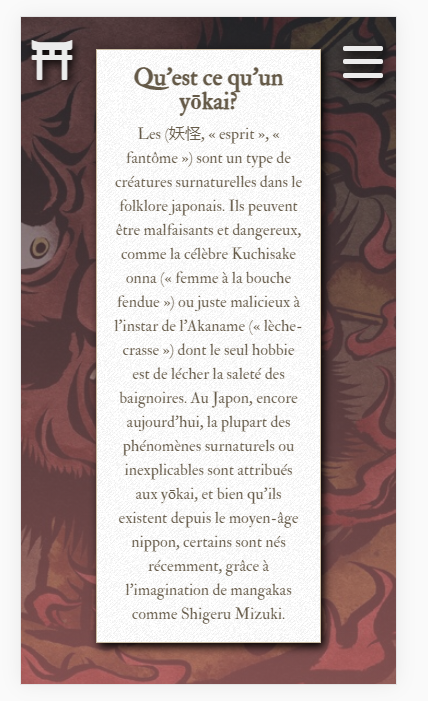 Qu'est ce qu'un
yōkai?
Les (妖怪, « esprit », «
fantôme ») sont un type de
créatures surnaturelles dans le
folklore japonais. Ils peuvent
être malfaisants et dangereux,
comme la célèbre Kuchisake
onna (« femme à la bouche
fendue ») ou juste malicieux à
l'instar de l'Akaname (« lèche-
crasse ») dont le seul hobbie
est de lécher la saleté des
baignoires. Au Japon, encore
aujourd'hui, la plupart des
phénomènes surnaturels ou
inexplicables sont attribués
aux yōkai, et bien qu'ils
existent depuis le moyen-âge
nippon, certains sont nés
récemment, grâce à
l'imagination de mangakas
comme Shigeru Mizuki.